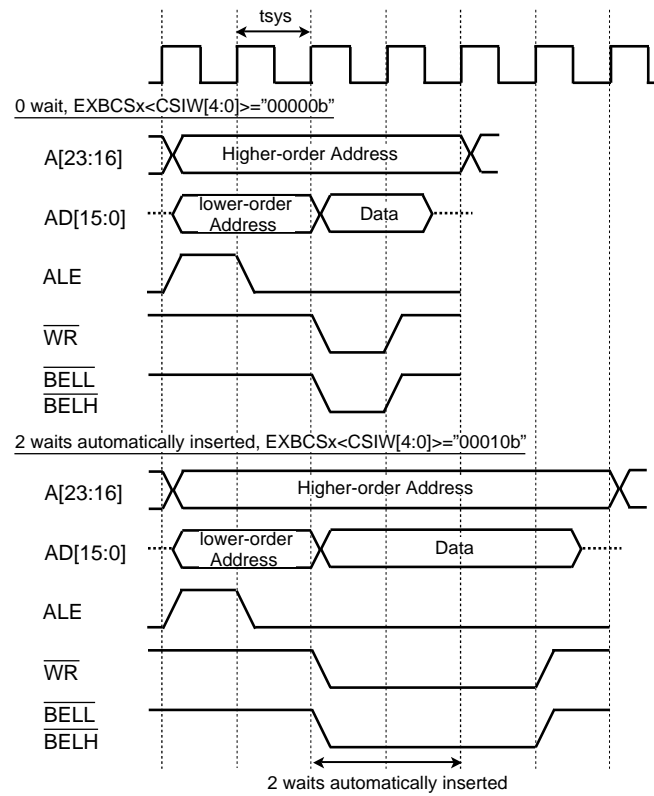 tsys
0 wait, EXBCSx<CSIW[4:0]>="00000b"
A[23:16]
Higher-order Address
AD[15:0]
lower-order
Address
Data
ALE
WR
BELL
BELH
2 waits automatically inserted, EXBCSx<CSIW[4:0]>="00010b"
A[23:16]
Higher-order Address
AD[15:0]
lower-order
Address
Data
ALE
WR
BELL
BELH
2 waits automatically inserted